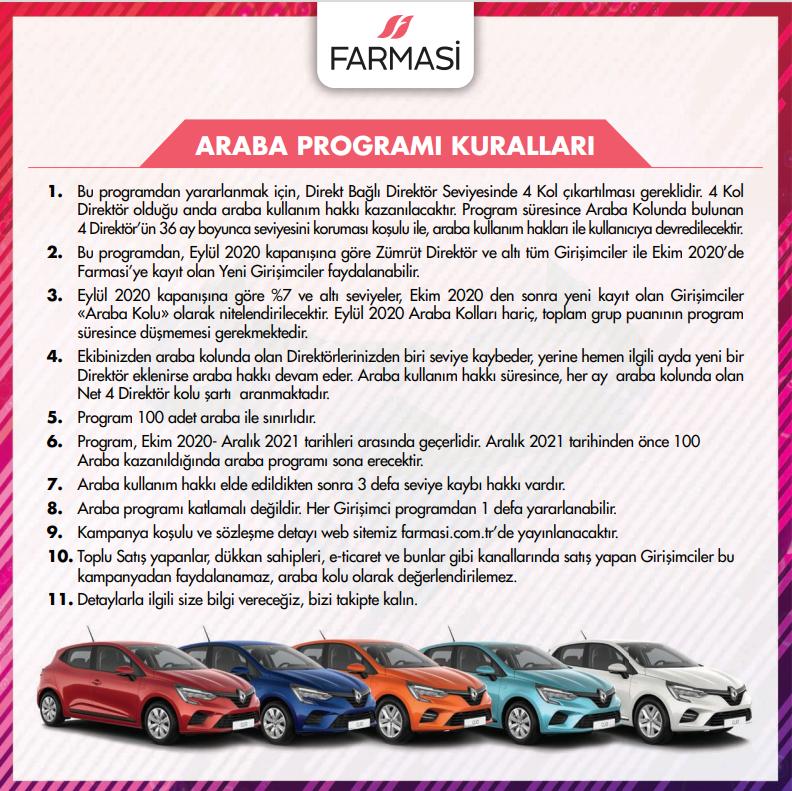 FARMASİ
ARABA PROGRAMI KURALLARI
1. Bu programdan yararlanmak için, Direkt Bağlı Direktör Seviyesinde 4 Kol çıkartılması gereklidir. 4 Kol
Direktör olduğu anda araba kullanım hakkı kazanılacaktır. Program süresince Araba Kolunda bulunan
4 Direktör'ün 36 ay boyunca seviyesini koruması koşulu ile, araba kullanım hakları ile kullanıcıya devredilecektir.
2. Bu programdan, Eylül 2020 kapanışına göre Zümrüt Direktör ve altı tüm Girişimciler ile Ekim 2020'de
Farmasi'ye kayıt olan Yeni Girişimciler faydalanabilir.
3. Eylül 2020 kapanışına göre %7 ve altı seviyeler, Ekim 2020 den sonra yeni kayıt olan Girişimciler
«Araba Kolu» olarak nitelendirilecektir. Eylül 2020 Araba Kolları hariç, toplam grup puanının program
süresince düşmemesi gerekmektedir.
4. Ekibinizden araba kolunda olan Direktörlerinizden biri seviye kaybeder, yerine hemen ilgili ayda yeni bir
Direktör eklenirse araba hakkı devam eder. Araba kullanım hakkı süresince, her ay araba kolunda olan
Net 4 Direktör kolu şartı aranmaktadır.
5. Program 100 adet araba ile sınırlıdır.
6. Program, Ekim 2020- Aralık 2021 tarihleri arasında geçerlidir. Aralık 2021 tarihinden önce 100
Araba kazanıldığında araba programı sona erecektir.
7. Araba kullanım hakkı elde edildikten sonra 3 defa seviye kaybı hakkı vardır.
8. Araba programı katlamalı değildir. Her Girişimci programdan 1 defa yararlanabilir.
9. Kampanya koşulu ve sözleşme detayı web sitemiz farmasi.com.tr'de yayınlanacaktır.
10. Toplu Satış yapanlar, dükkan sahipleri, e-ticaret ve bunlar gibi kanallarında satış yapan Girişimciler bu
kampanyadan faydalanamaz, araba kolu olarak değerlendirilemez.
11. Detaylarla ilgili size bilgi vereceğiz, bizi takipte kalın.